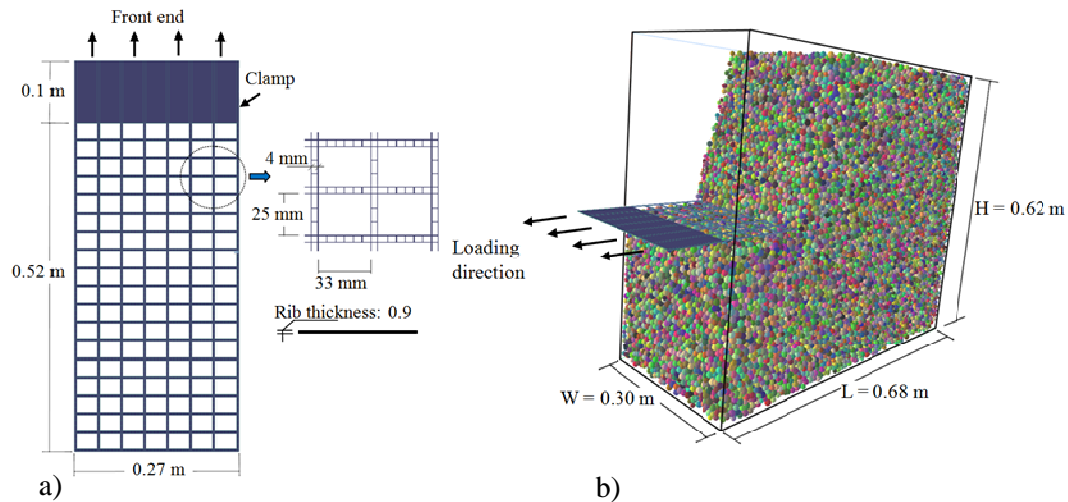 Front end
Clamp
0.1 m
4 mm
25 mm
0.52 m
33 mm
Rib thickness: 0.9
0.27 m
a)
Loading
direction
H = 0.62 m
W = 0.30 m
L = 0.68 m
b)